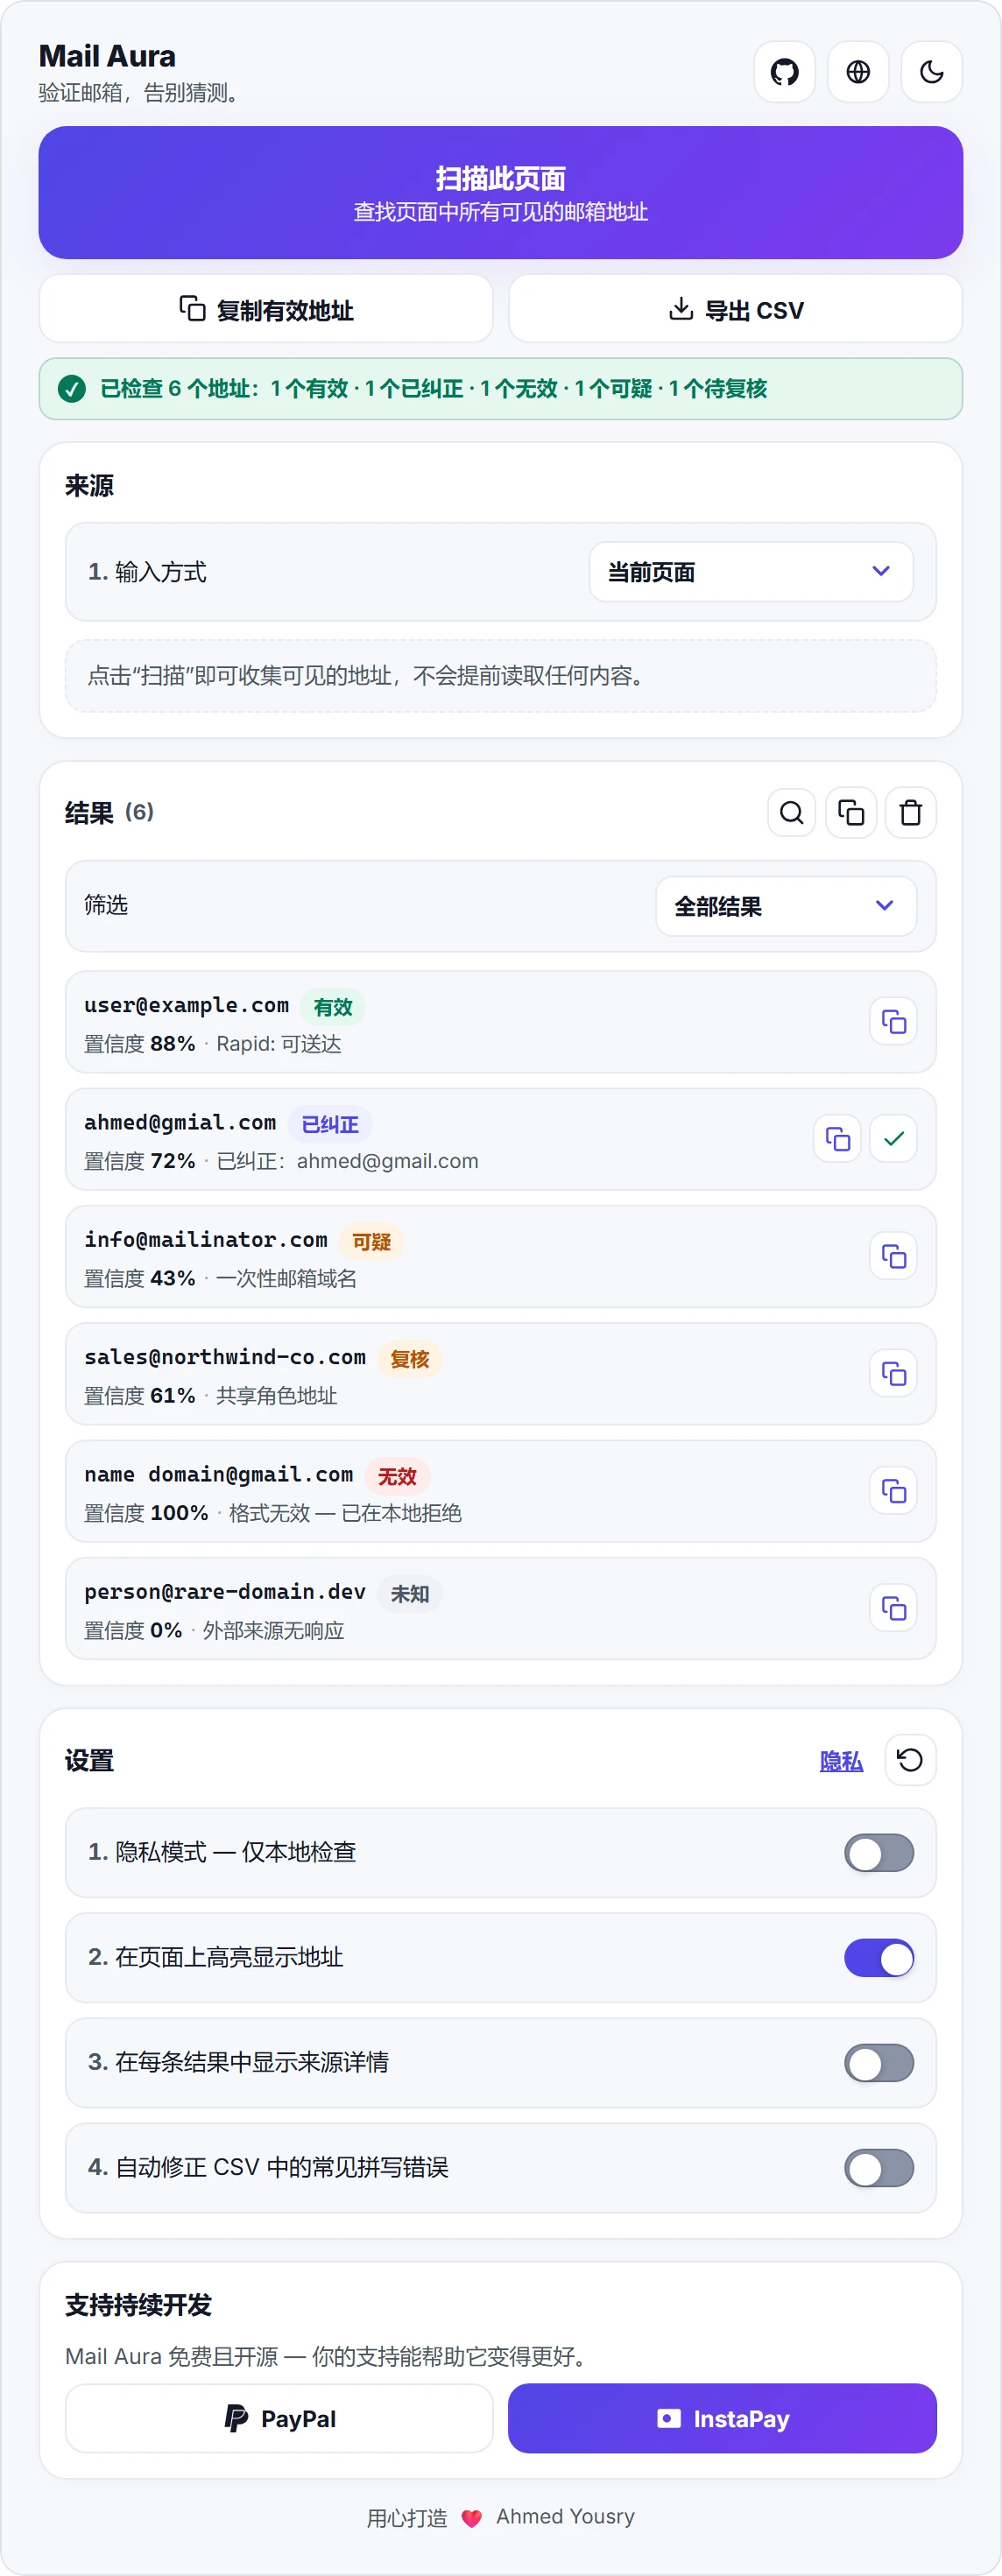 Mail Aura
验证邮箱，告别猜测。
扫描此页面
查找页面中所有可见的邮箱地址
复制有效地址
导出 CSV
已检查 6 个地址：1 个有效 · 1 个已纠正 · 1 个无效 · 1 个可疑 · 1 个待复核
来源
1. 输入方式
当前页面
点击“扫描”即可收集可见的地址，不会提前读取任何内容。
结果 (6)
筛选
全部结果
user@example.com 有效
置信度 88% · Rapid: 可送达
ahmed@gmial.com 已纠正
置信度 72% · 已纠正：ahmed@gmail.com
info@mailinator.com 可疑
置信度 43% · 一次性邮箱域名
sales@northwind-co.com 复核
置信度 61% · 共享角色地址
name domain@gmail.com 无效
置信度 100% · 格式无效 — 已在本地拒绝
person@rare-domain.dev 未知
置信度 0% · 外部来源无响应
设置
隐私
1. 隐私模式 — 仅本地检查
2. 在页面上高亮显示地址
3. 在每条结果中显示来源详情
4. 自动修正 CSV 中的常见拼写错误
支持持续开发
Mail Aura 免费且开源 — 你的支持能帮助它变得更好。
PayPal
InstaPay
用心打造 ❤️ Ahmed Yousry